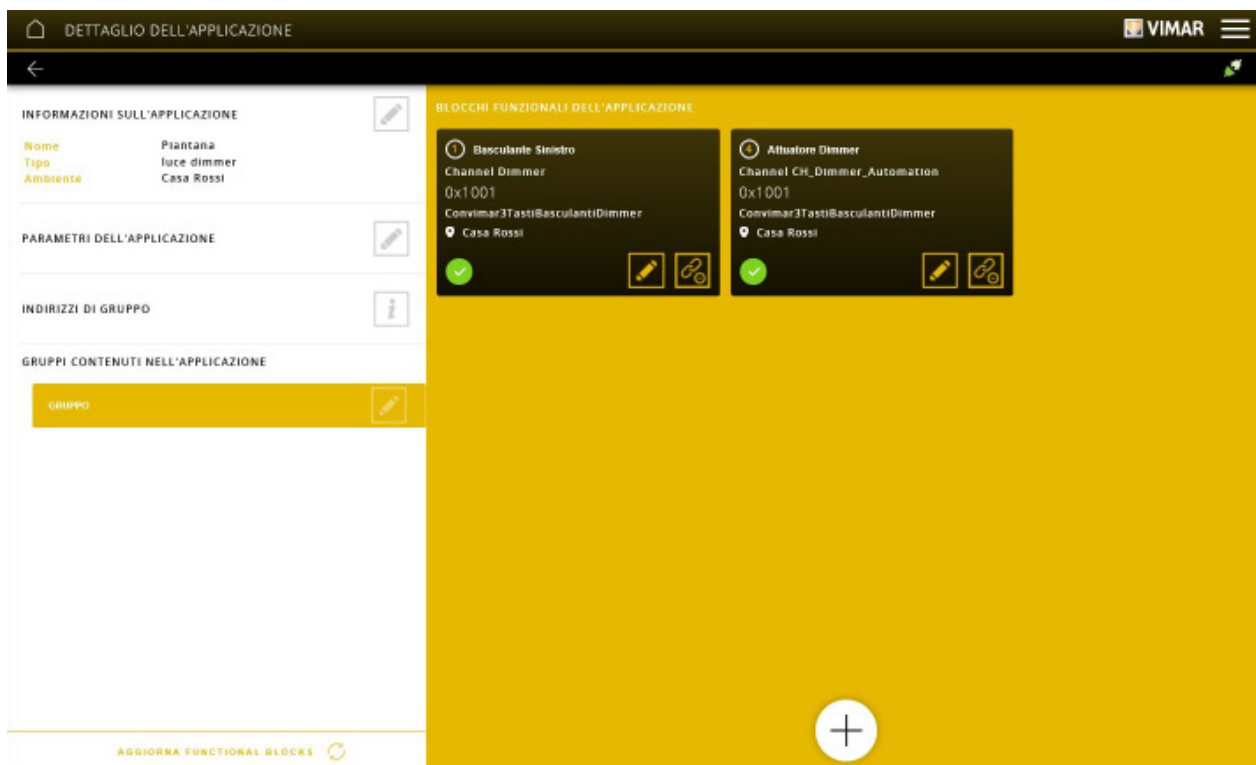 DETTAGLIO DELL'APPLICAZIONE
VIMAR
INFORMAZIONI SULL'APPLICAZIONE
Nome Piantana
Tipo luce dimmer
Ambiente Casa Rossi
PARAMETRI DELL'APPLICAZIONE
INDIRIZZI DI GRUPPO
i
GRUPPI CONTENUTI NELL'APPLICAZIONE
GRUPPO
AGGIORNA FUNCTIONAL BLOCKS
BLOCCHI FUNZIONALI DELL'APPLICAZIONE
1 Basculante Sinistro
Channel Dimmer
0x1001
Convimar3TastiBasculantiDimmer
Casa Rossi
4 Attuatore Dimmer
Channel CH_Dimmer_Automation
0x1001
Convimar3TastiBasculantiDimmer
Casa Rossi